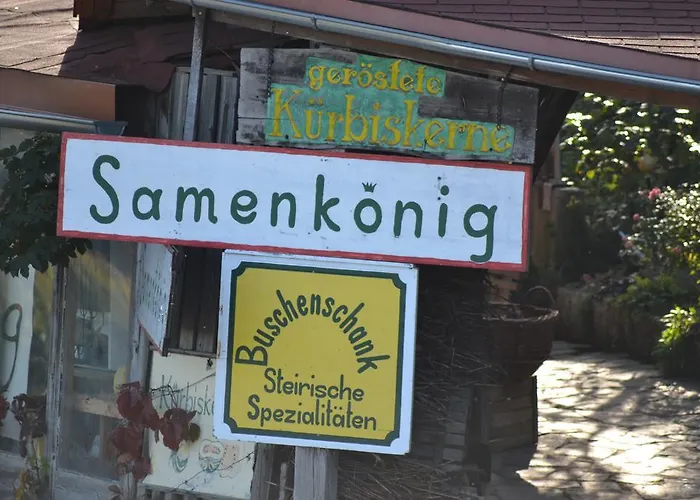 geröstete
Kürbiskerne
Samenkönig
Buschenschank
Steirische
Spezialitäten